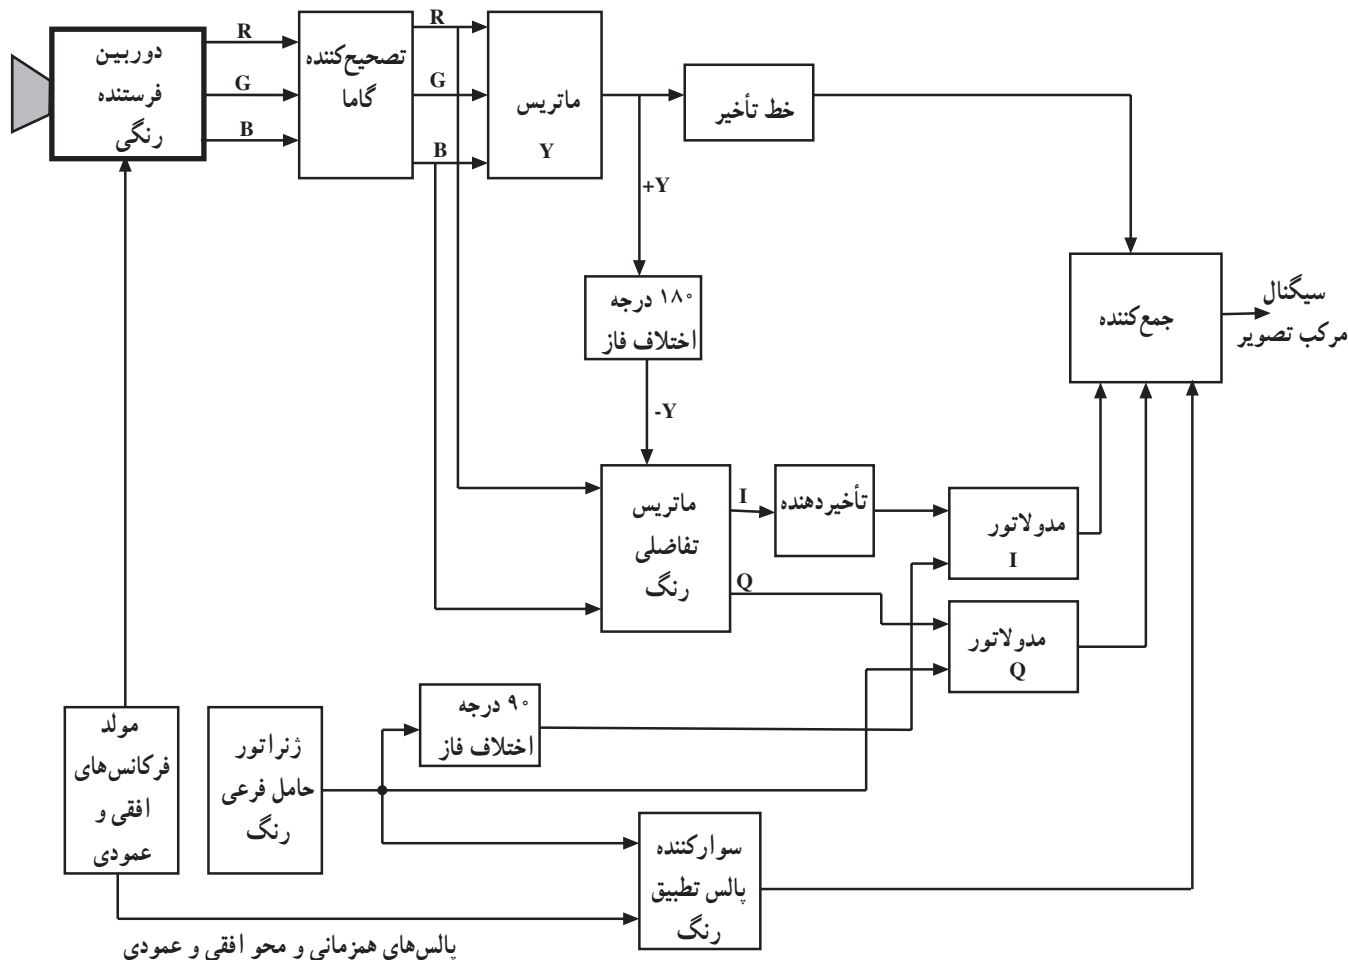 دوربین
فرستنده
رنگی
R
G
B
تصحیح‌کننده
گاما
R
G
B
ماتریس
Y
خط تأخیر
+Y
۱۸۰ درجه
اختلاف فاز
-Y
جمع‌کننده
سیگنال
مرکب تصویر
ماتریس
تفاضلی
رنگ
I
Q
تأخیردهنده
مدولاتور
I
مدولاتور
Q
۹۰ درجه
اختلاف فاز
مولد
فرکانس‌های
افقی و
عمودی
ژنراتور
حامل فرعی
رنگ
سوارکننده
پالس تطبیق
رنگ
پالس‌های همزمانی و محو افقی و عمودی